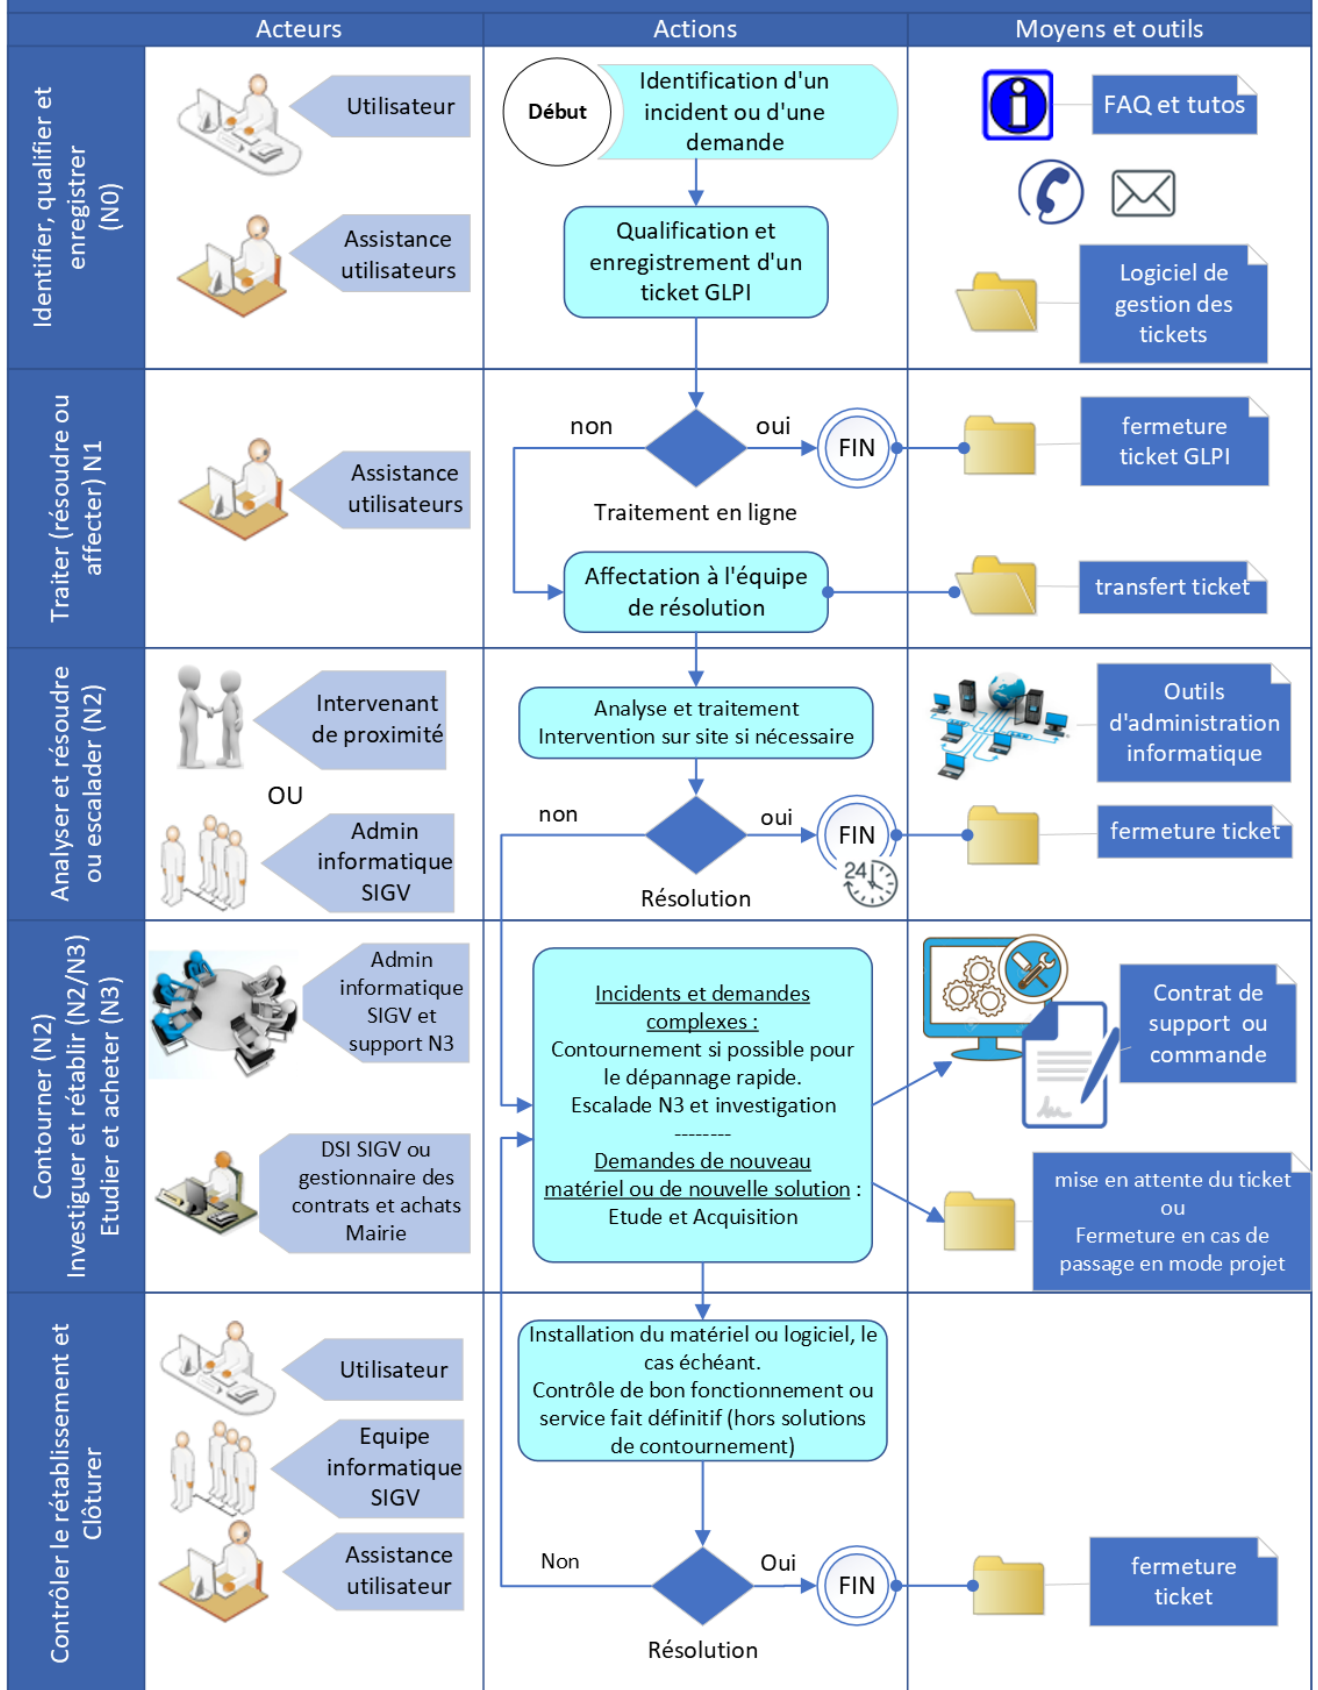 Acteurs
Actions
Moyens et outils
Identifier, qualifier et
enregistrer
(N0)
Utilisateur
Assistance
utilisateurs
Début
Identification d'un
incident ou d'une
demande
Qualification et
enregistrement d'un
ticket GLPI
FAQ et tutos
Logiciel de
gestion des
tickets
Traiter (résoudre ou
affecter) N1
Assistance
utilisateurs
non
oui
FIN
Traitement en ligne
Affectation à l'équipe
de résolution
fermeture
ticket GLPI
transfert ticket
Analyser et résoudre
ou escalader (N2)
Intervenant
de proximité
OU
Admin
informatique
SIGV
Analyse et traitement
Intervention sur site si nécessaire
non
oui
FIN
24
Résolution
Outils
d'administration
informatique
fermeture ticket
Contourner (N2)
Investiguer et rétablir (N2/N3)
Etudier et acheter (N3)
Admin
informatique
SIGV et
support N3
DSI SIGV ou
gestionnaire des
contrats et achats
Mairie
Incidents et demandes
complexes :
Contournement si possible pour
le dépannage rapide.
Escalade N3 et investigation
--------
Demandes de nouveau
matériel ou de nouvelle solution :
Etude et Acquisition
Contrat de
support ou
commande
mise en attente du ticket
ou
Fermeture en cas de
passage en mode projet
Contrôler le rétablissement et
Clôturer
Utilisateur
Equipe
informatique
SIGV
Assistance
utilisateur
Installation du matériel ou logiciel, le
cas échéant.
Contrôle de bon fonctionnement ou
service fait définitif (hors solutions
de contournement)
Non
Oui
FIN
Résolution
fermeture
ticket